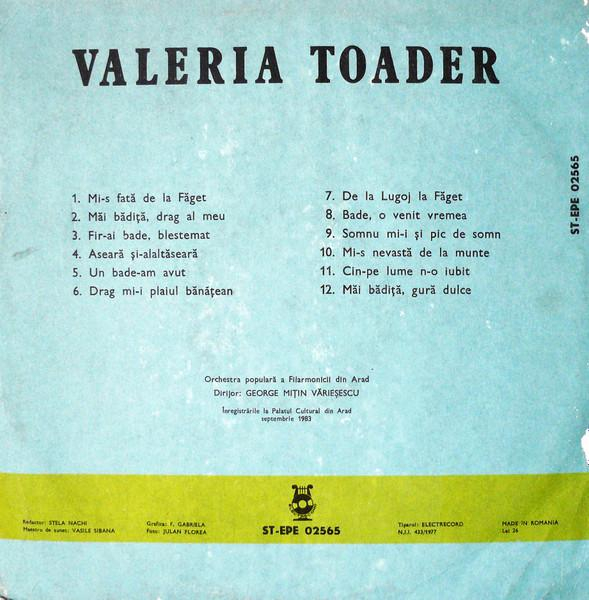 VALERIA TOADER
ST-EPE 02565
1. Mi-s fată de la Făget
2. Măi bădiță, drag al meu
3. Fir-ai bade, blestemat
4. Aseară și-alaltăseară
5. Un bade-am avut
6. Drag mi-i plaiul bănățean
7. De la Lugoj la Făget
8. Bade, o venit vremea
9. Somnu mi-i și pic de somn
10. Mi-s nevastă de la munte
11. Cin-pe lume n-o iubit
12. Măi bădiță, gură dulce
Orchestra populară a Filarmonicii din Arad
Dirijor: GEORGE MIȚIN VĂRIEȘESCU
Înregistrările la Palatul Cultural din Arad
septembrie 1983
Redactor: STELA NACHI
Maestru de sunet: VASILE SIBANA
Grafica: F. GABRIELA
Foto: JULAN FLOREA
ST-EPE 02565
Tiparul: ELECTRECORD
N.I.I. 433/1977
MADE IN ROMANIA
Lei 26